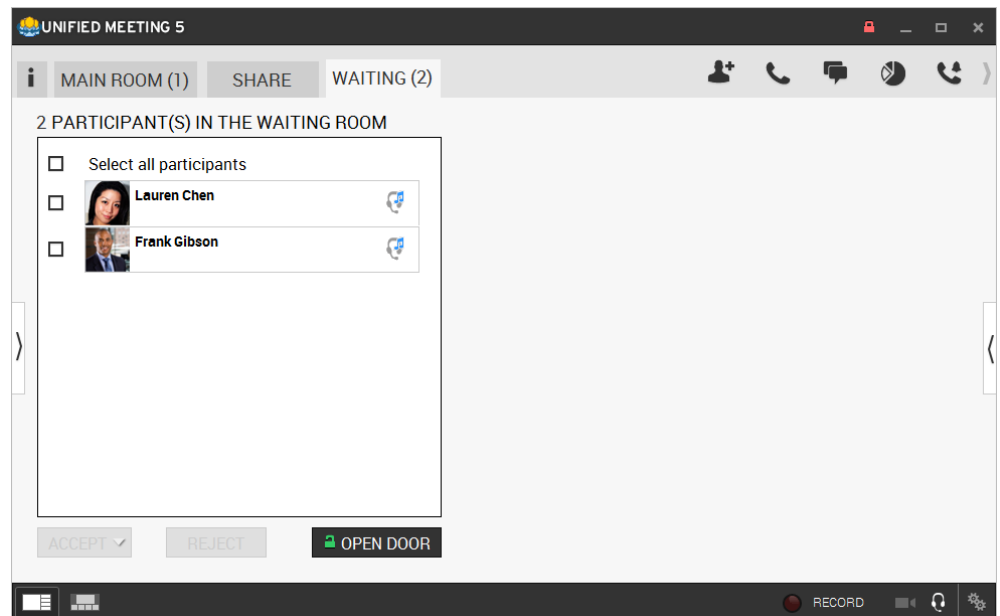 UNIFIED MEETING 5
i MAIN ROOM (1) SHARE WAITING (2)
2 PARTICIPANT(S) IN THE WAITING ROOM
Select all participants
Lauren Chen
Frank Gibson
ACCEPT REJECT OPEN DOOR
RECORD